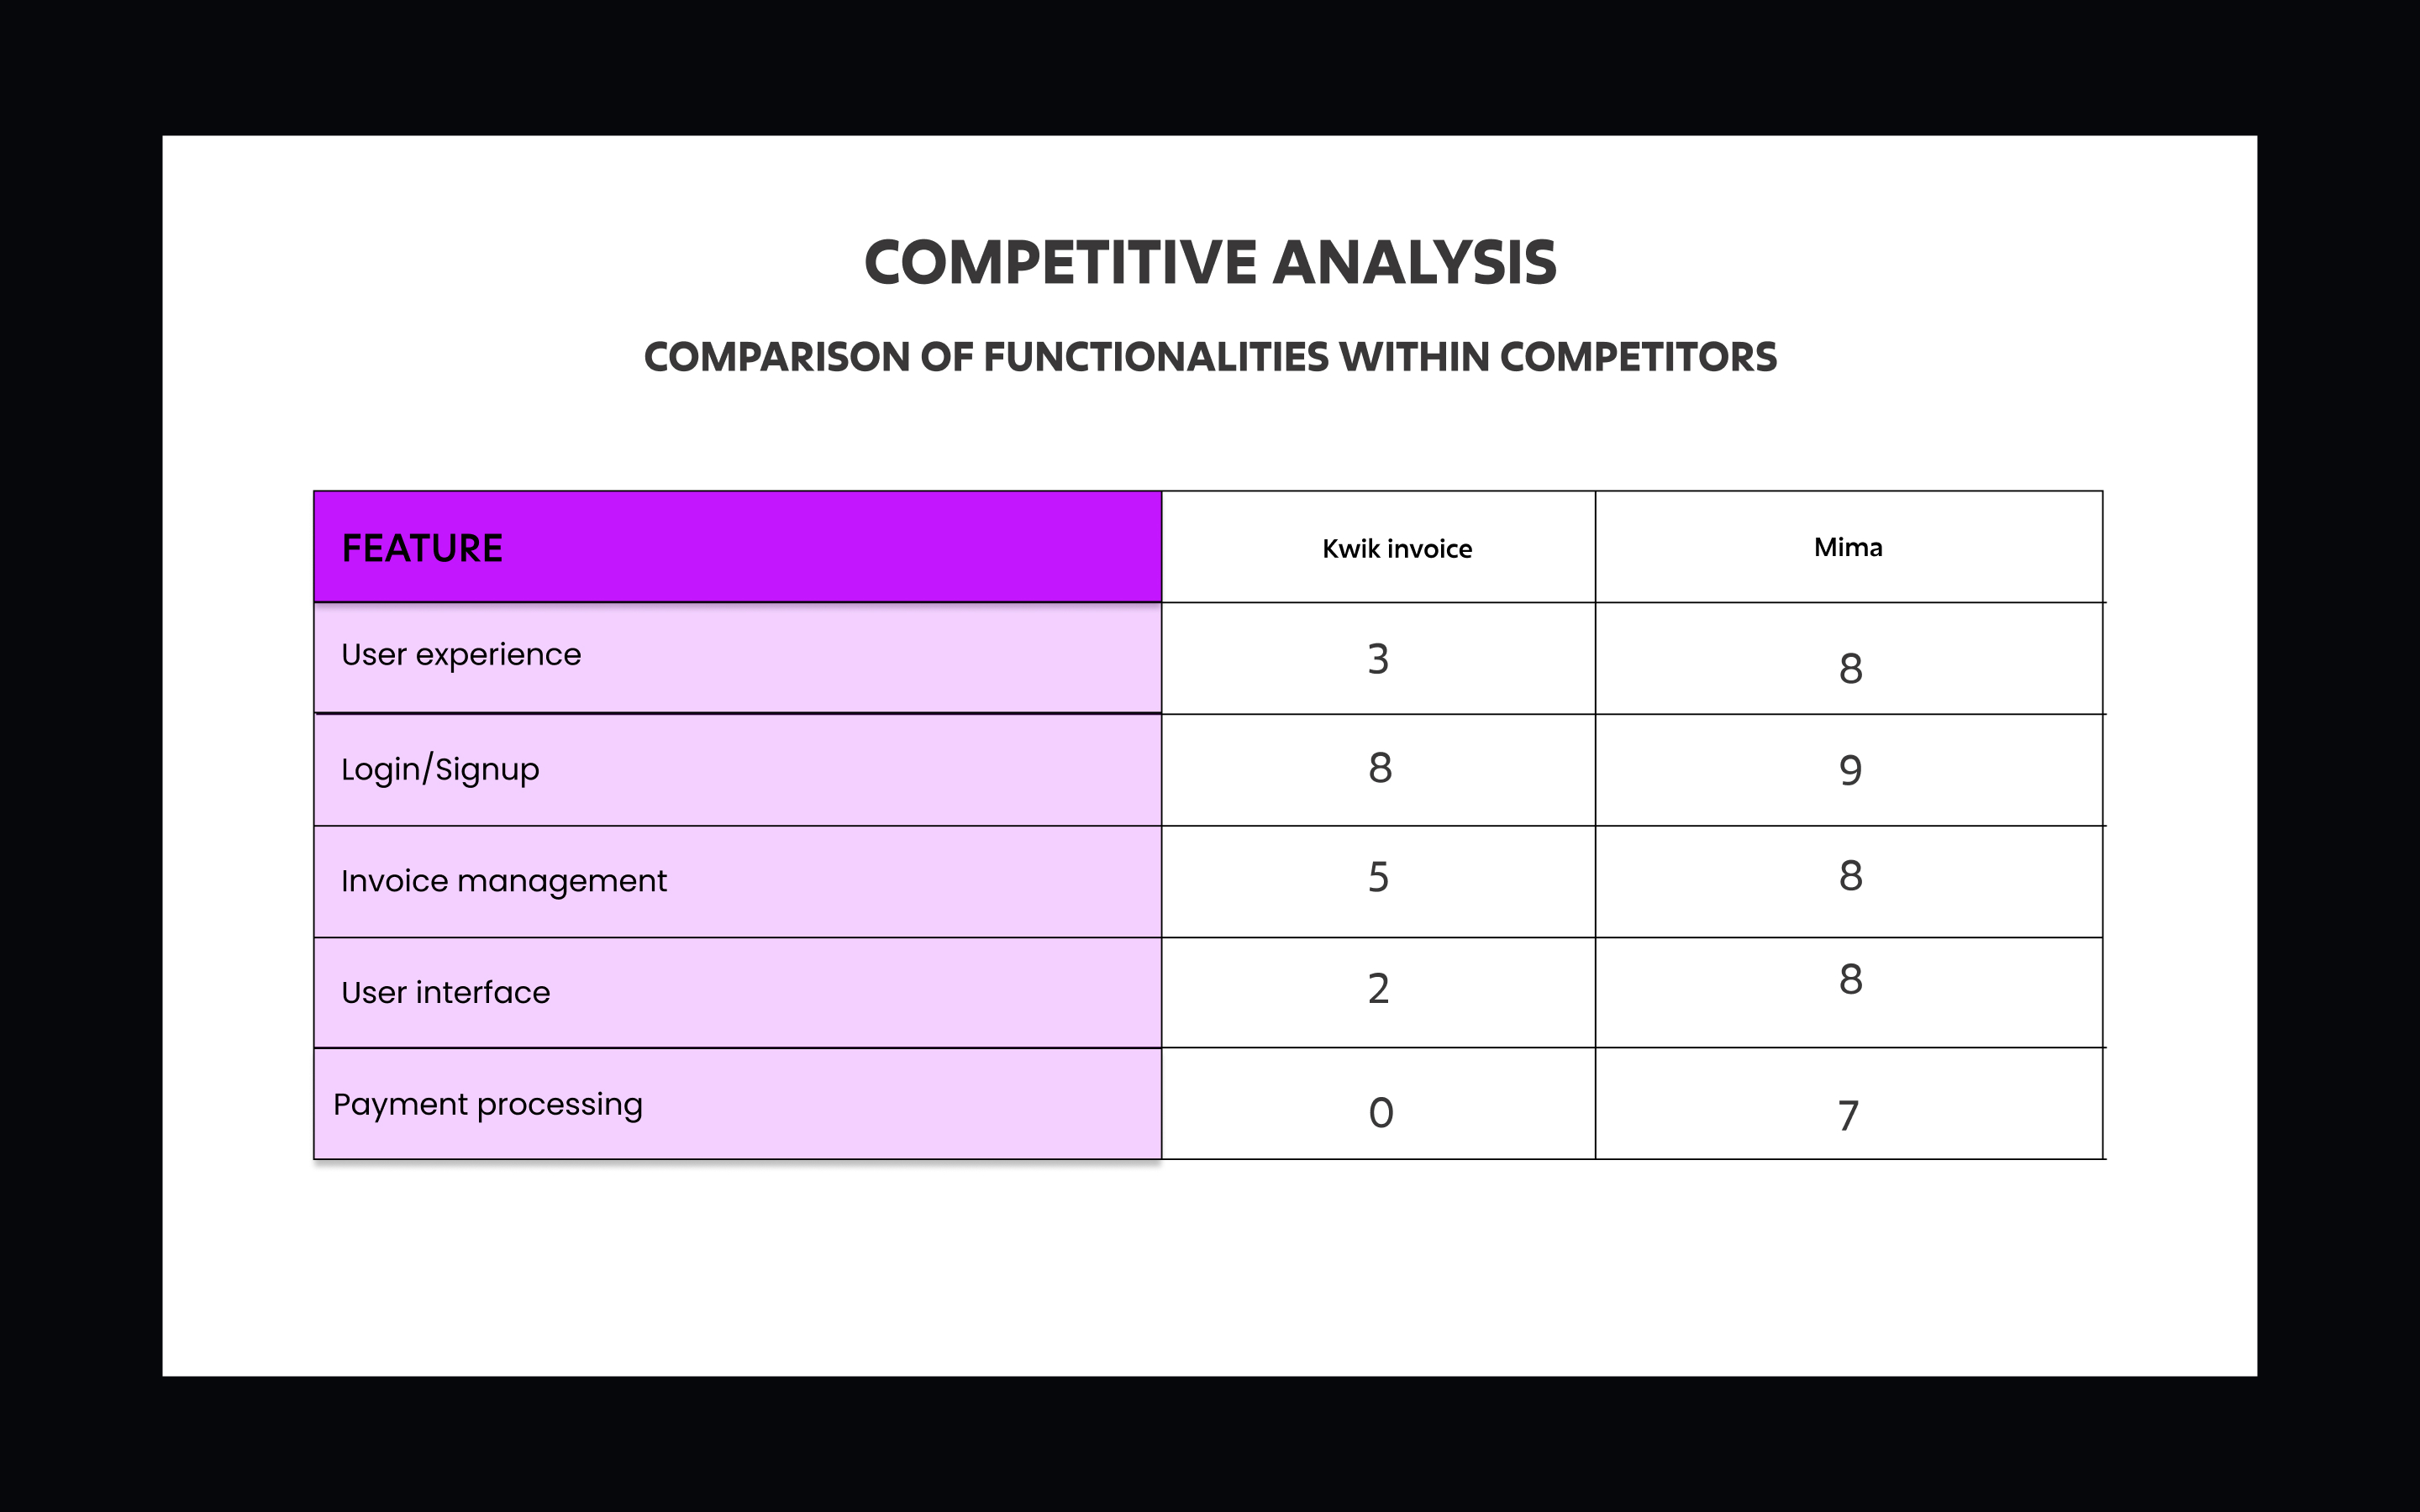 COMPETITIVE ANALYSIS
COMPARISON OF FUNCTIONALITIES WITHIN COMPETITORS
FEATURE Kwik invoice Mima
User experience 3 8
Login/Signup 8 9
Invoice management 5 8
User interface 2 8
Payment processing 0 7